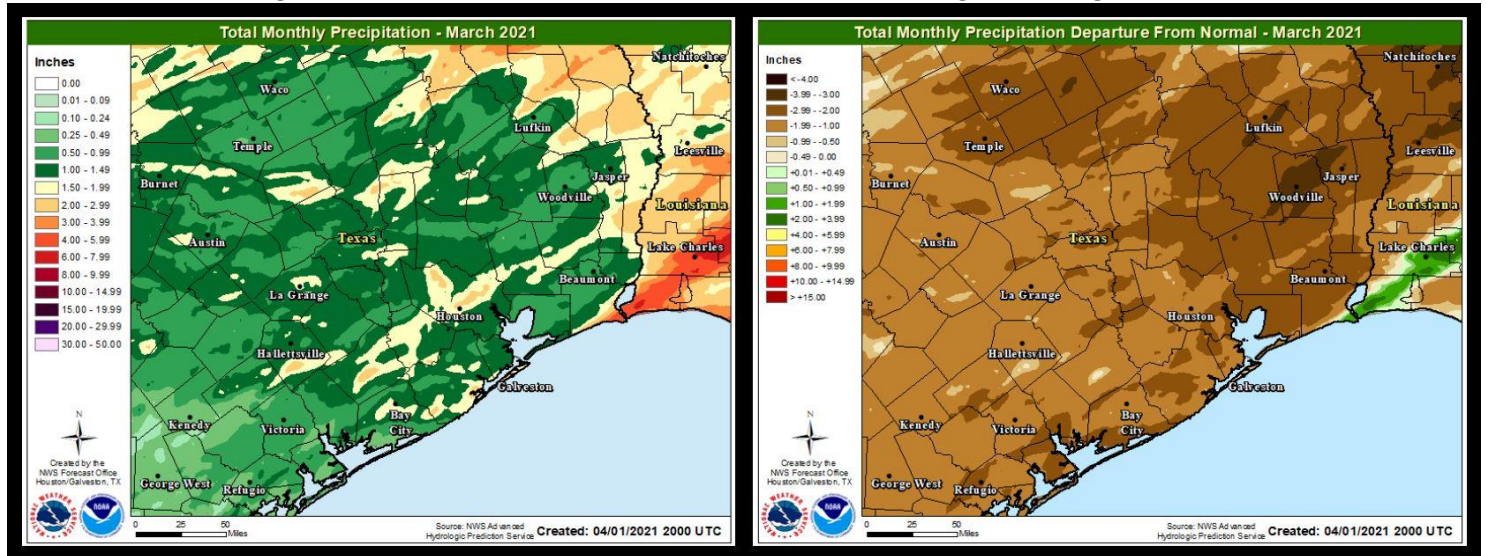 Total Monthly Precipitation - March 2021
Inches
0.00
0.01 - 0.09
0.10 - 0.24
0.25 - 0.49
0.50 - 0.99
1.00 - 1.49
1.50 - 1.99
2.00 - 2.99
3.00 - 3.99
4.00 - 5.99
6.00 - 7.99
8.00 - 9.99
10.00 - 14.99
15.00 - 19.99
20.00 - 29.99
30.00 - 50.00
Natchitoches
Waco
Lufkin
Temple
Leesville
Burnet
Jasper
Woodville
Louisiana
Austin
Texas
Lake Charles
Beaumont
La Grange
Houston
Hallettsville
Galveston
Kenedy
Victoria
Bay
City
George West
Refugio
N
Created by the
NWS Forecast Office
Houston/Galveston, TX
WEATHER
NOAA
0 25 50
Miles
Source: NWS Advanced
Hydrologic Prediction Service
Created: 04/01/2021 2000 UTC
Total Monthly Precipitation Departure From Normal - March 2021
Inches
< -4.00
-3.99 - -3.00
-2.99 - -2.00
-1.99 - -1.00
-0.99 - -0.50
-0.49 - 0.00
+0.01 - +0.49
+0.50 - +0.99
+1.00 - +1.99
+2.00 - +3.99
+4.00 - +5.99
+6.00 - +7.99
+8.00 - +9.99
+10.00 - +14.99
> +15.00
Natchitoches
Waco
Lufkin
Temple
Leesville
Burnet
Jasper
Woodville
Louisiana
Austin
Texas
Lake Charles
Beaumont
La Grange
Houston
Hallettsville
Galveston
Kenedy
Victoria
Bay
City
George West
Refugio
N
Created by the
NWS Forecast Office
Houston/Galveston, TX
WEATHER
NOAA
0 25 50
Miles
Source: NWS Advanced
Hydrologic Prediction Service
Created: 04/01/2021 2000 UTC